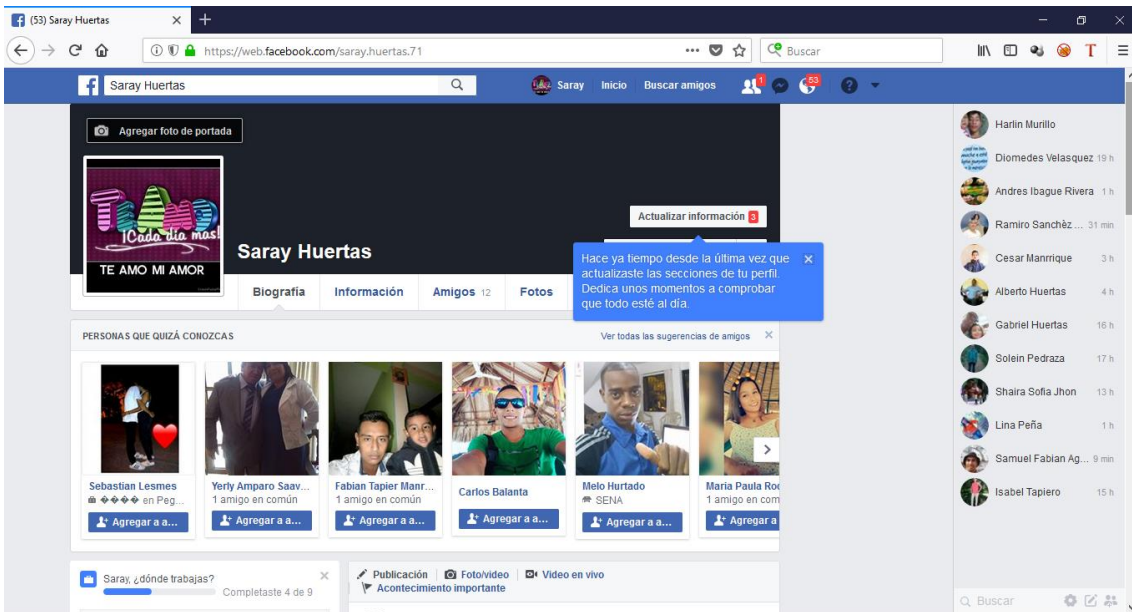 (53) Saray Huertas
https://web.facebook.com/saray.huertas.71
Buscar
Saray Huertas
Saray Inicio Buscar amigos 1 53
Agregar foto de portada
¡Cada día mas!
TE AMO MI AMOR
Saray Huertas
Actualizar información 3
Hace ya tiempo desde la última vez que
actualizaste las secciones de tu perfil.
Dedica unos momentos a comprobar
que todo esté al día.
Biografía Información Amigos 12 Fotos
PERSONAS QUE QUIZÁ CONOZCAS
Ver todas las sugerencias de amigos
Sebastian Lesmes
en Peg...
Agregar a a...
Yerly Amparo Saav...
1 amigo en común
Agregar a a...
Fabian Tapier Manr...
1 amigo en común
Agregar a a...
Carlos Balanta
Agregar a a...
Melo Hurtado
SENA
Agregar a a...
Maria Paula Roc
1 amigo en com
Agregar a
Saray, ¿dónde trabajas?
Completaste 4 de 9
Publicación Foto/video Video en vivo
Acontecimiento importante
Harlin Murillo
Diomedes Velasquez 19 h
Andres Ibague Rivera 1 h
Ramiro Sanchèz ... 31 min
Cesar Manrrique 3 h
Alberto Huertas 4 h
Gabriel Huertas 16 h
Solein Pedraza 17 h
Shaira Sofia Jhon 13 h
Lina Peña 1 h
Samuel Fabian Ag... 9 min
Isabel Tapiero 15 h
Buscar